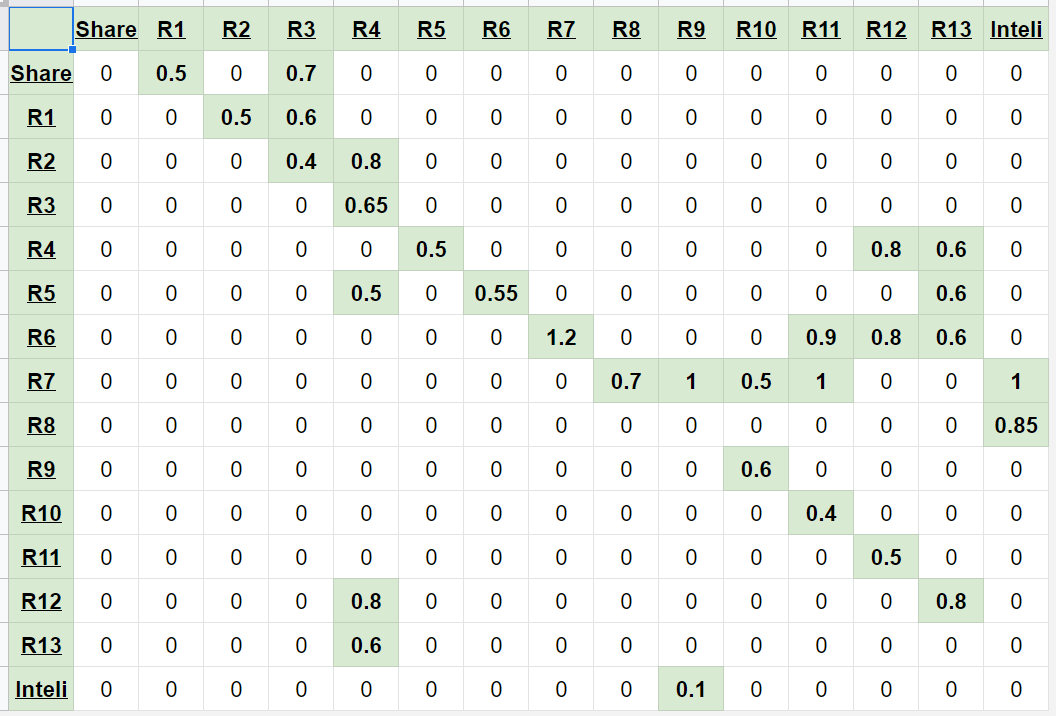 Share R1 R2 R3 R4 R5 R6 R7 R8 R9 R10 R11 R12 R13 Inteli
Share 0 0.5 0 0.7 0 0 0 0 0 0 0 0 0 0 0
R1 0 0 0.5 0.6 0 0 0 0 0 0 0 0 0 0 0
R2 0 0 0 0.4 0.8 0 0 0 0 0 0 0 0 0 0
R3 0 0 0 0 0.65 0 0 0 0 0 0 0 0 0 0
R4 0 0 0 0 0 0.5 0 0 0 0 0 0 0.8 0.6 0
R5 0 0 0 0 0.5 0 0.55 0 0 0 0 0 0 0.6 0
R6 0 0 0 0 0 0 0 1.2 0 0 0 0.9 0.8 0.6 0
R7 0 0 0 0 0 0 0 0 0.7 1 0.5 1 0 0 1
R8 0 0 0 0 0 0 0 0 0 0 0 0 0 0 0.85
R9 0 0 0 0 0 0 0 0 0 0 0.6 0 0 0 0
R10 0 0 0 0 0 0 0 0 0 0 0 0.4 0 0 0
R11 0 0 0 0 0 0 0 0 0 0 0 0 0.5 0 0
R12 0 0 0 0 0.8 0 0 0 0 0 0 0 0 0.8 0
R13 0 0 0 0 0.6 0 0 0 0 0 0 0 0 0 0
Inteli 0 0 0 0 0 0 0 0 0 0.1 0 0 0 0 0